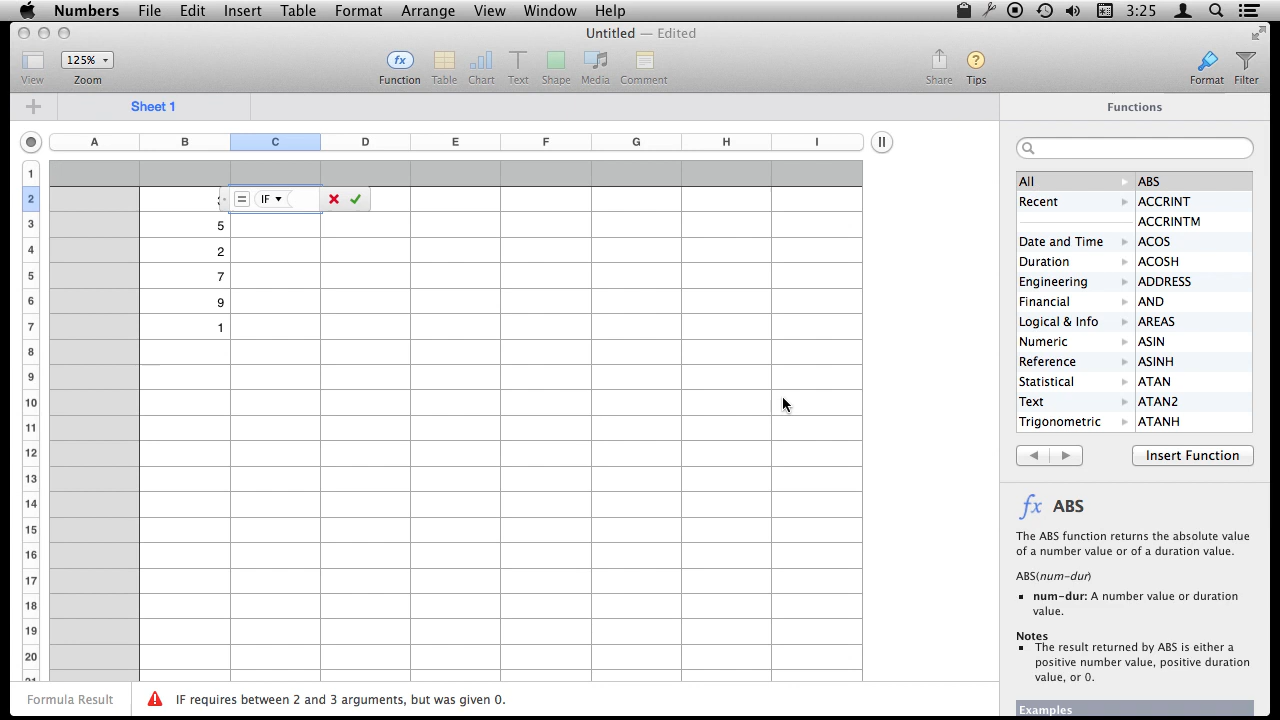 Numbers File Edit Insert Table Format Arrange View Window Help 3:25
Untitled — Edited
125%
View Zoom Function Table Chart Text Shape Media Comment Share Tips Format Filter
Sheet 1
Functions
A B C D E F G H I
1
2 = IF
3 5
4 2
5 7
6 9
7 1
8
9
10
11
12
13
14
15
16
17
18
19
20
All ABS
Recent ACCRINT
ACCRINTM
Date and Time ACOS
Duration ACOSH
Engineering ADDRESS
Financial AND
Logical & Info AREAS
Numeric ASIN
Reference ASINH
Statistical ATAN
Text ATAN2
Trigonometric ATANH
Insert Function
fx ABS
The ABS function returns the absolute value
of a number value or of a duration value.
ABS(num-dur)
▪ num-dur: A number value or duration
value.
Notes
▪ The result returned by ABS is either a
positive number value, positive duration
value, or 0.
Examples
Formula Result IF requires between 2 and 3 arguments, but was given 0.